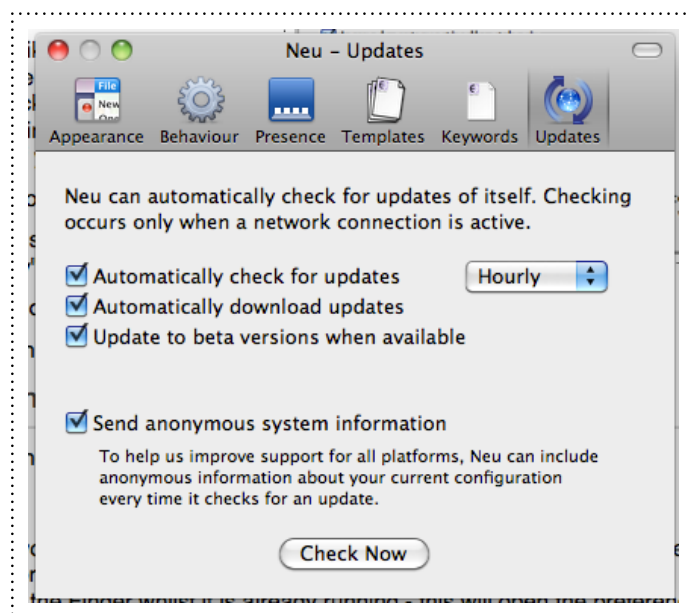 Neu – Updates
File
New
Appearance Behaviour Presence Templates Keywords Updates
Neu can automatically check for updates of itself. Checking
occurs only when a network connection is active.
Automatically check for updates Hourly
Automatically download updates
Update to beta versions when available
Send anonymous system information
To help us improve support for all platforms, Neu can include
anonymous information about your current configuration
every time it checks for an update.
Check Now